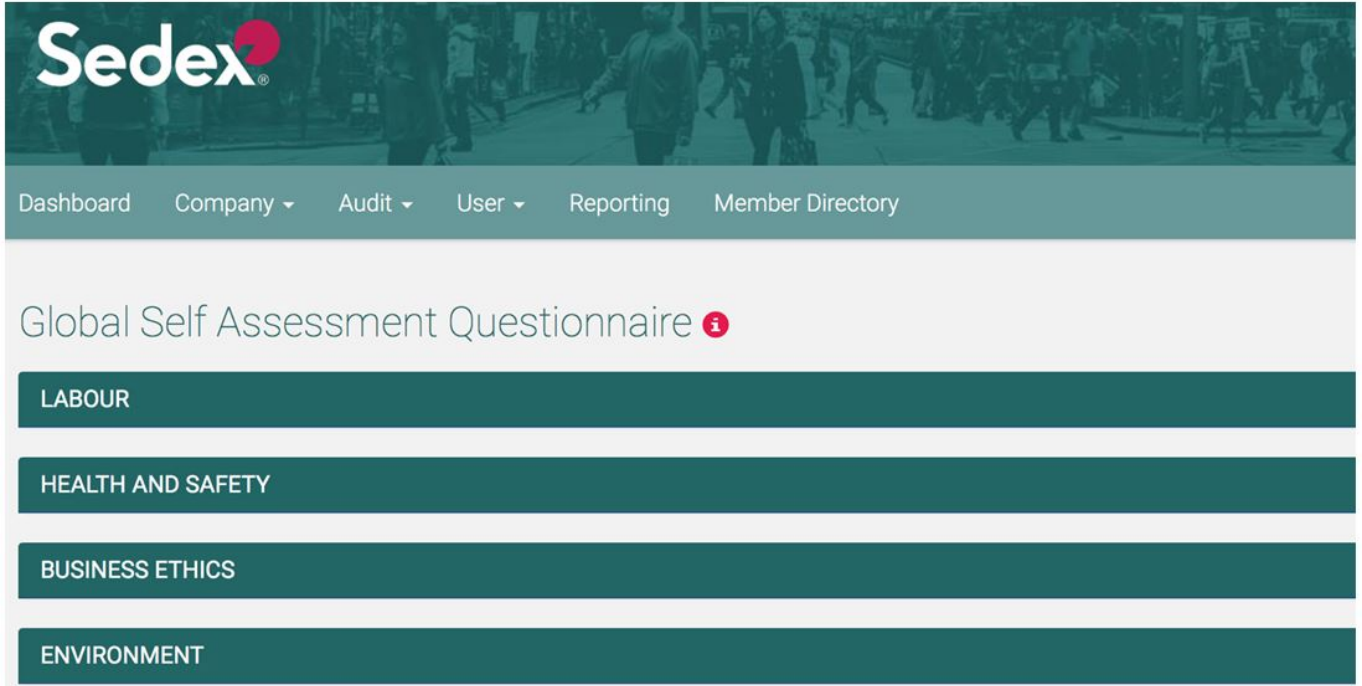 Sedex®
Dashboard Company Audit User Reporting Member Directory
Global Self Assessment Questionnaire
LABOUR
HEALTH AND SAFETY
BUSINESS ETHICS
ENVIRONMENT